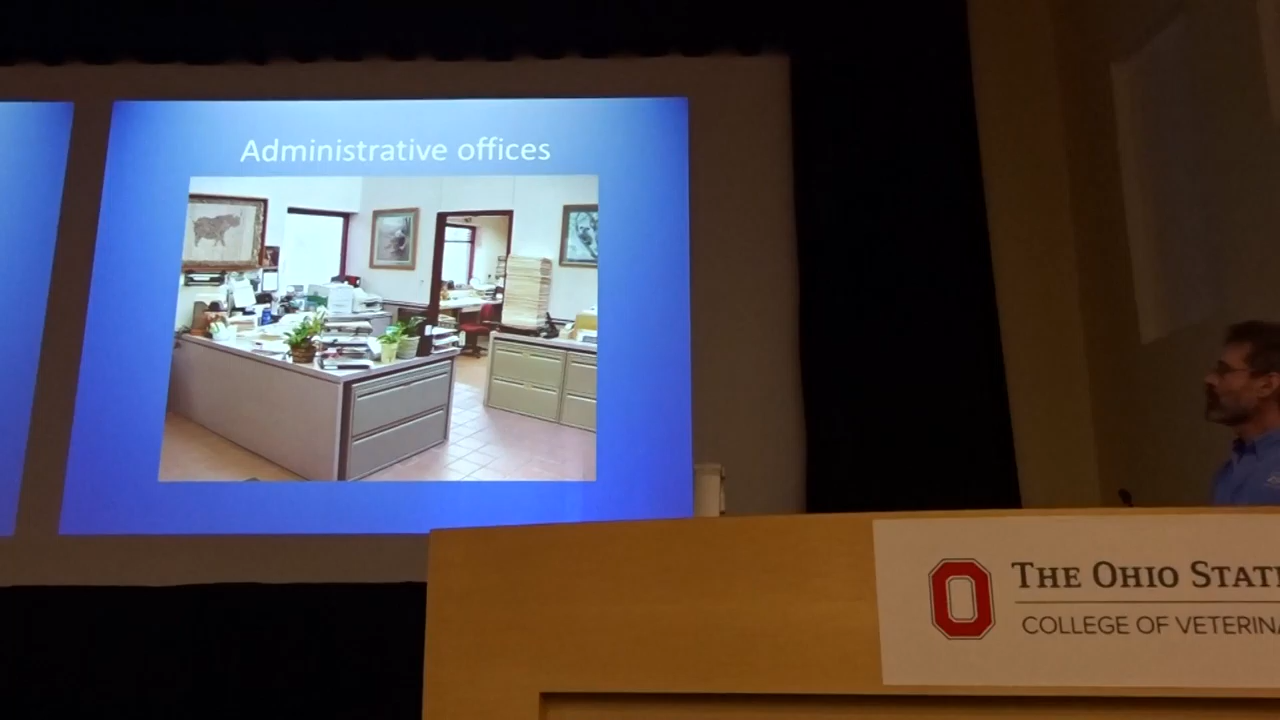 Administrative offices
THE OHIO STAT
COLLEGE OF VETERIN